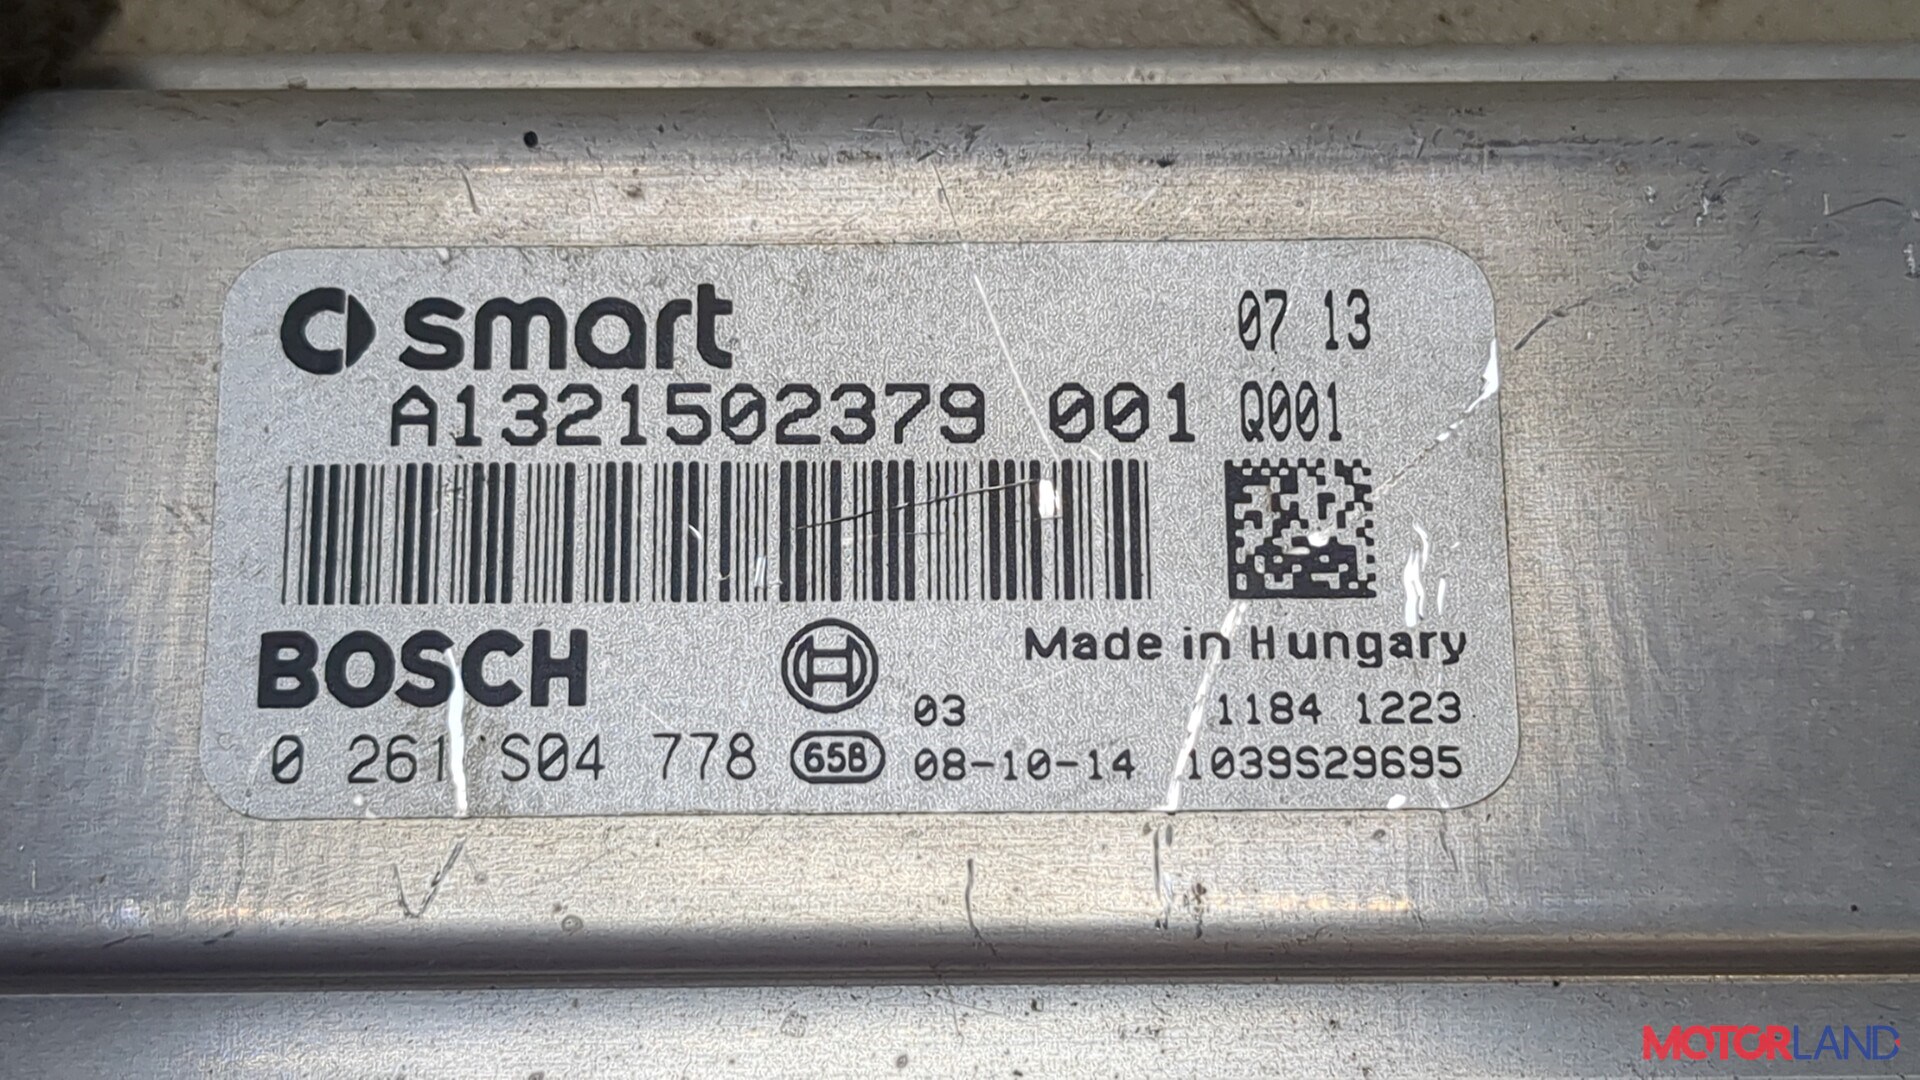 smart 07 13
A1321502379 001 Q001
BOSCH Made in Hungary
03 1184 1223
0 261 S04 778 658 08-10-14 1039S29695
MOTORLAND